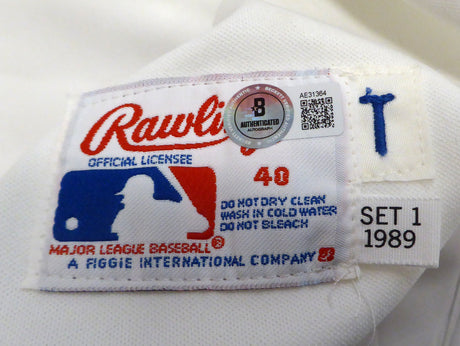 AE31364
B
AUTHENTICATED
AUTOGRAPH
T
OFFICIAL LICENSEE
40
DO NOT DRY CLEAN
WASH IN COLD WATER
DO NOT BLEACH
MAJOR LEAGUE BASEBALL®
A FIGGIE INTERNATIONAL COMPANY
SET 1
1989